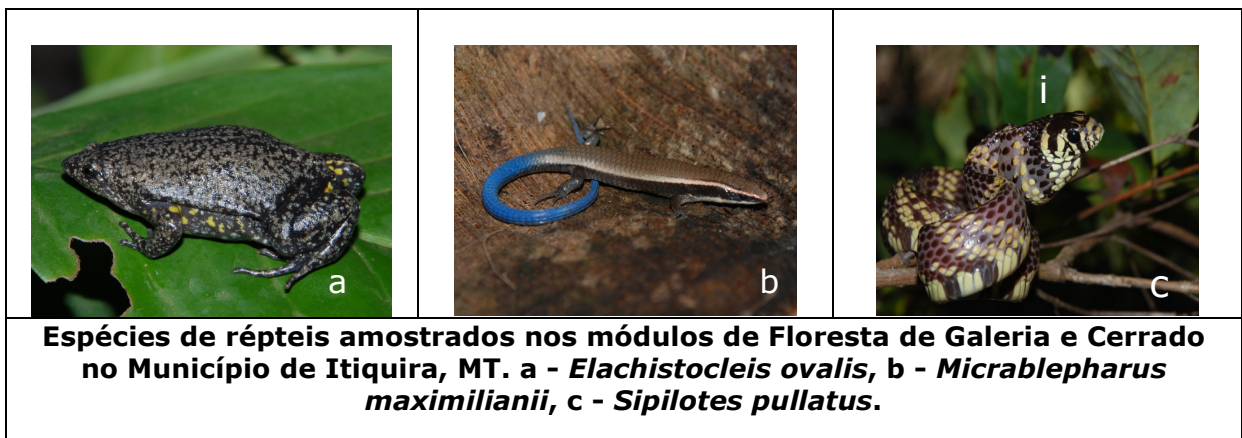 i
a
b
c
Espécies de répteis amostrados nos módulos de Floresta de Galeria e Cerrado
no Município de Itiquira, MT. a - Elachistocleis ovalis, b - Micrablepharus
maximilianii, c - Sipilotes pullatus.